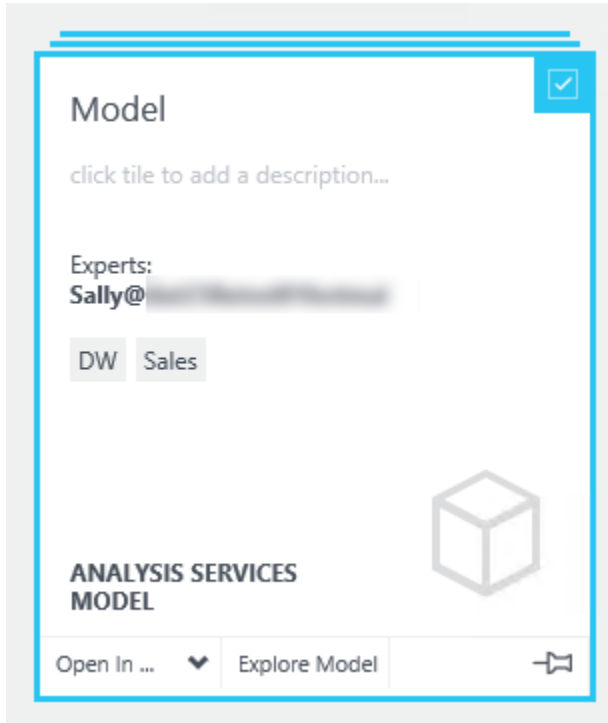 Model
click tile to add a description...
Experts:
Sally@
DW Sales
ANALYSIS SERVICES
MODEL
Open In ... Explore Model